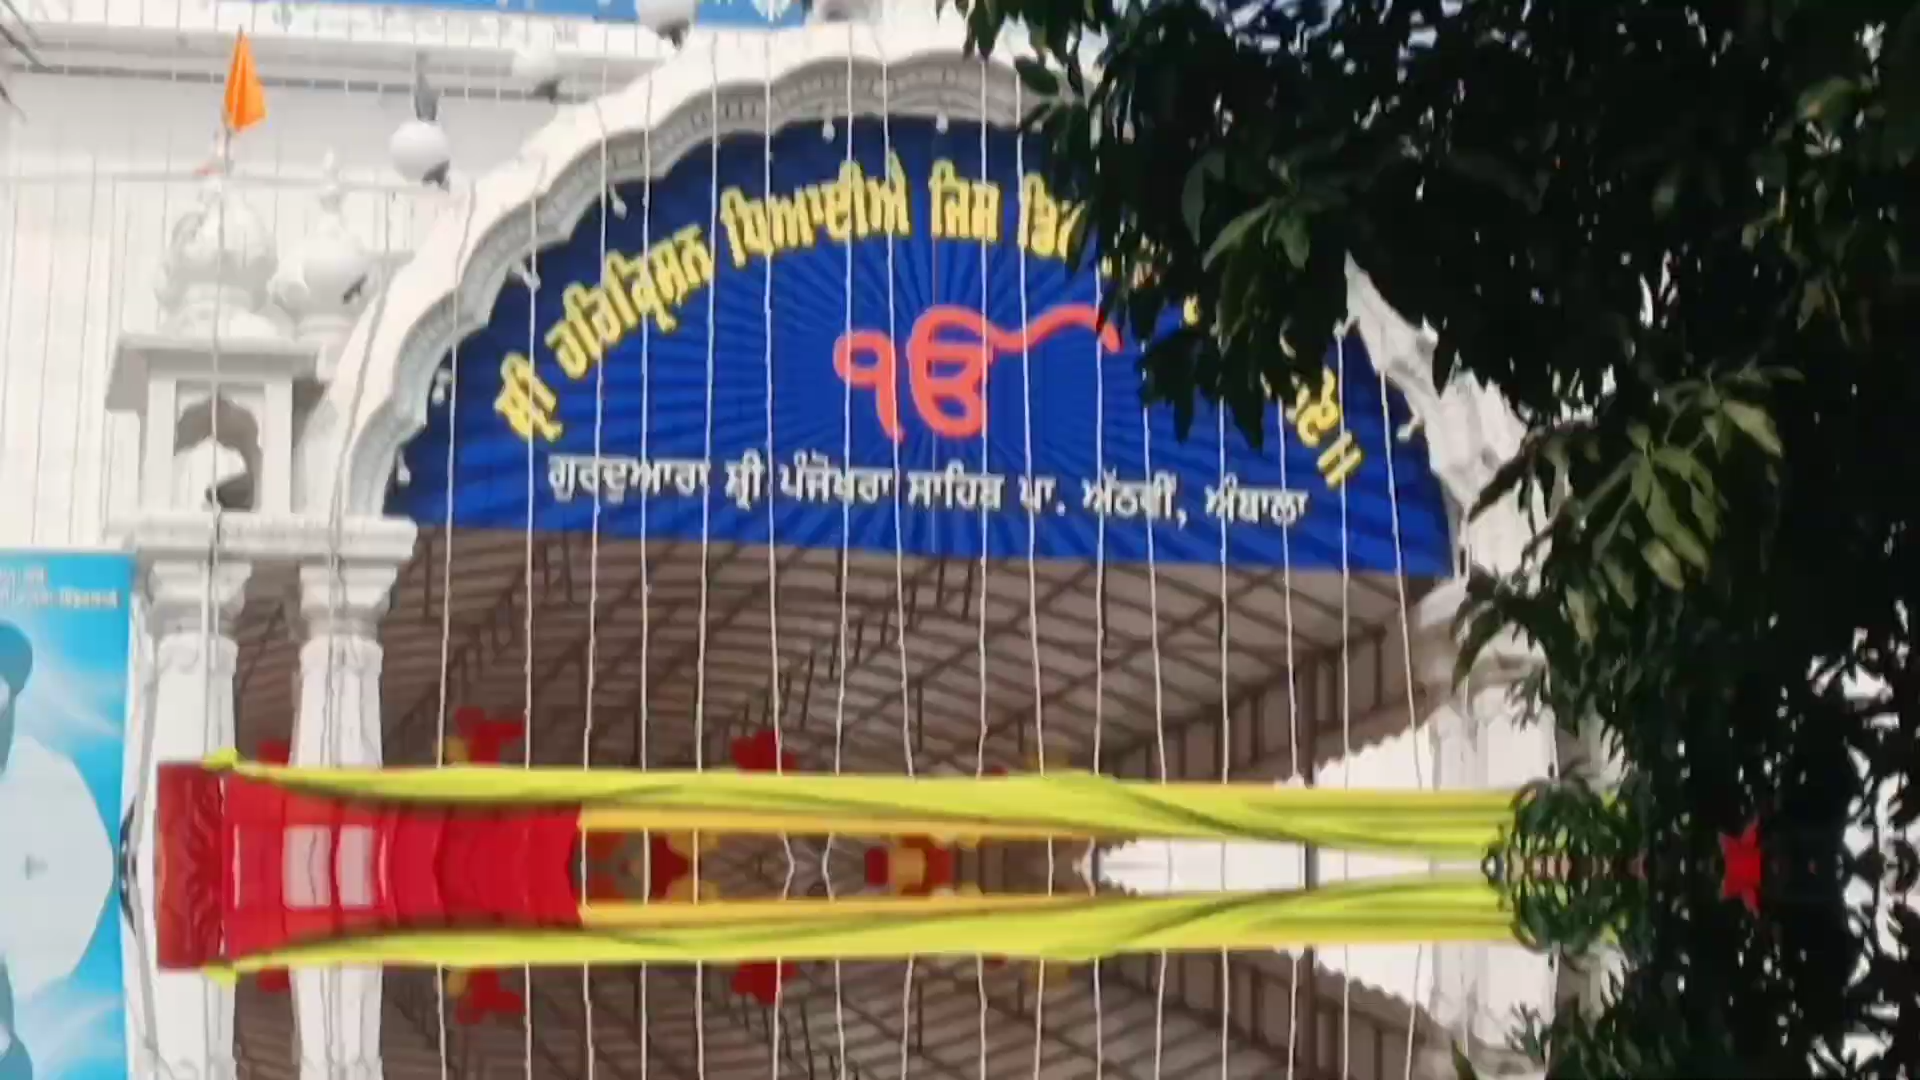 ਸ੍ਰੀ ਹਰਿਕ੍ਰਿਸ਼ਨ ਧਿਆਈਐ ਜਿਸ
ੴ
ਗੁਰਦੁਆਰਾ ਸ਼੍ਰੀ ਪੰਜੋਖਰਾ ਸਾਹਿਬ ਪਾ. ਅੱਠਵੀਂ, ਅੰਬਾਲਾ